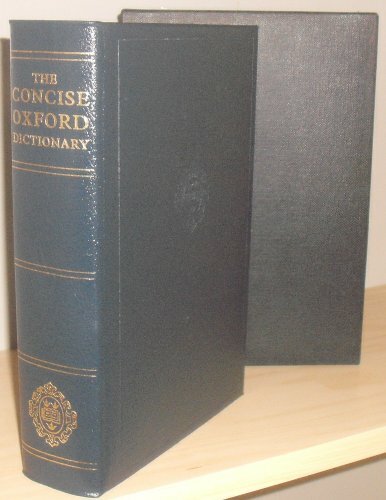 THE
CONCISE
OXFORD
DICTIONARY